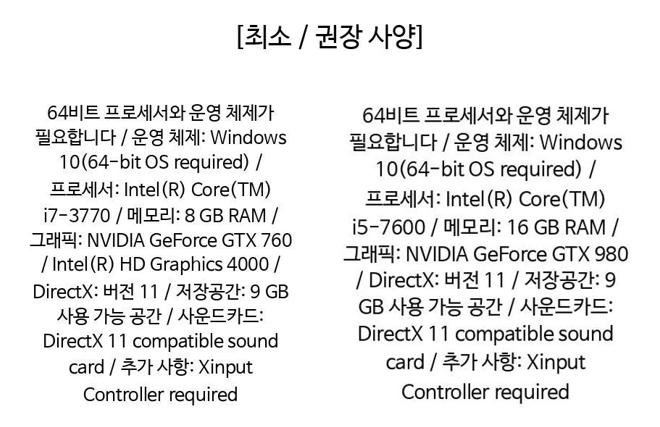 [최소 / 권장 사양]
64비트 프로세서와 운영 체제가
필요합니다 / 운영 체제: Windows
10(64-bit OS required) /
프로세서: Intel(R) Core(TM)
i7-3770 / 메모리: 8 GB RAM /
그래픽: NVIDIA GeForce GTX 760
/ Intel(R) HD Graphics 4000 /
DirectX: 버전 11 / 저장공간: 9 GB
사용 가능 공간 / 사운드카드:
DirectX 11 compatible sound
card / 추가 사항: Xinput
Controller required
64비트 프로세서와 운영 체제가
필요합니다 / 운영 체제: Windows
10(64-bit OS required) /
프로세서: Intel(R) Core(TM)
i5-7600 / 메모리: 16 GB RAM /
그래픽: NVIDIA GeForce GTX 980
/ DirectX: 버전 11 / 저장공간: 9
GB 사용 가능 공간 / 사운드카드:
DirectX 11 compatible sound
card / 추가 사항: Xinput
Controller required